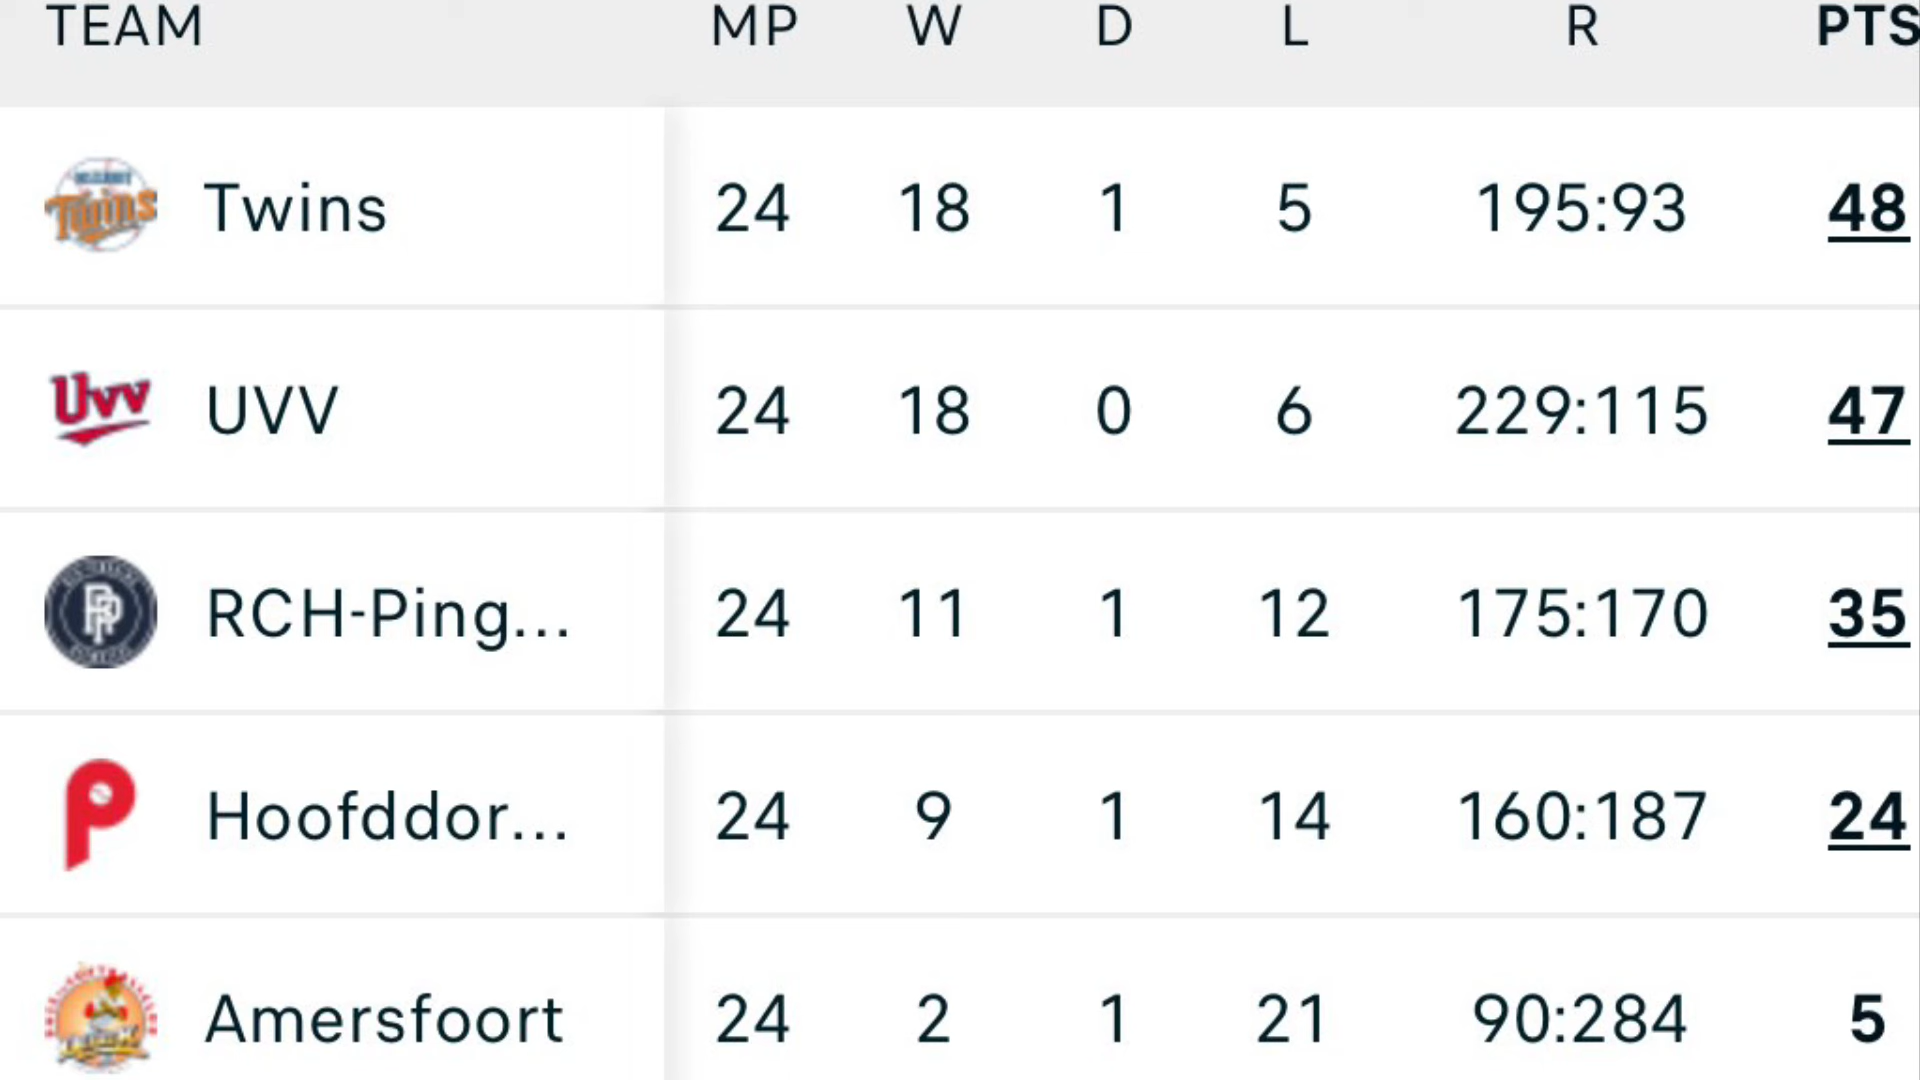 TEAM MP W D L R PTS
Twins 24 18 1 5 195:93 48
UVV 24 18 0 6 229:115 47
RCH-Ping... 24 11 1 12 175:170 35
Hoofddor... 24 9 1 14 160:187 24
Amersfoort 24 2 1 21 90:284 5
Twins
Uvv